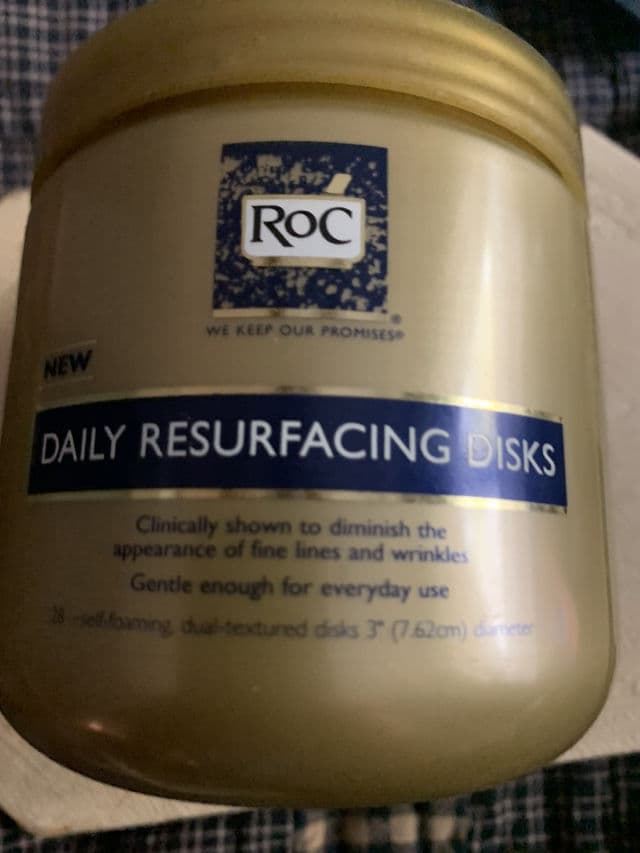 RoC
WE KEEP OUR PROMISES®
NEW
DAILY RESURFACING DISKS
Clinically shown to diminish the
appearance of fine lines and wrinkles
Gentle enough for everyday use
28 - self-foaming, dual-textured disks 3" (7.62cm) diameter